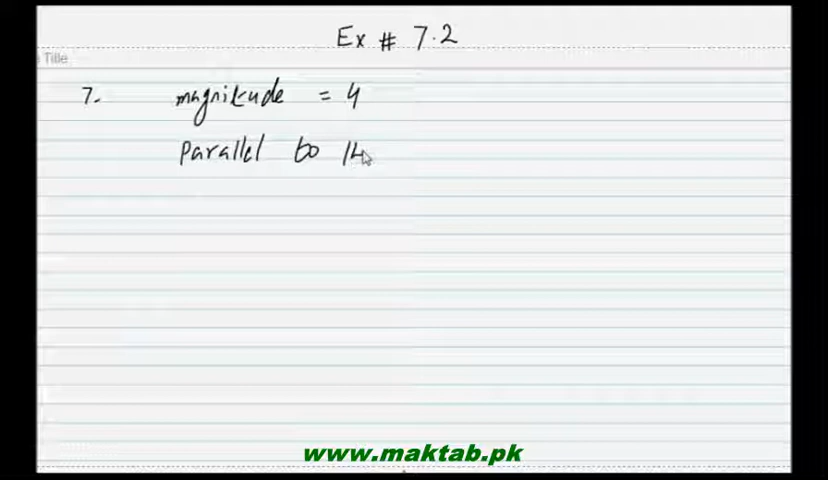 Ex # 7.2
Title
7. magnitude = 4
parallel to
www.maktab.pk